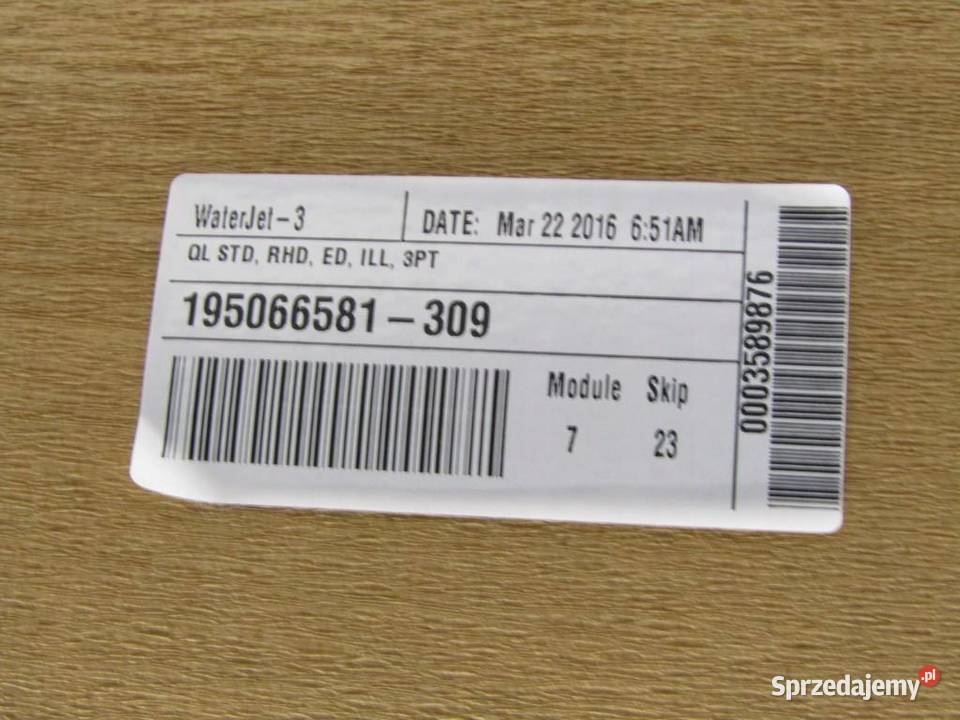 WaterJet-3
DATE: Mar 22 2016 6:51AM
QL STD, RHD, ED, ILL, 3PT
195066581-309
Module Skip
7 23
0003589876
Sprzedajemy.pl